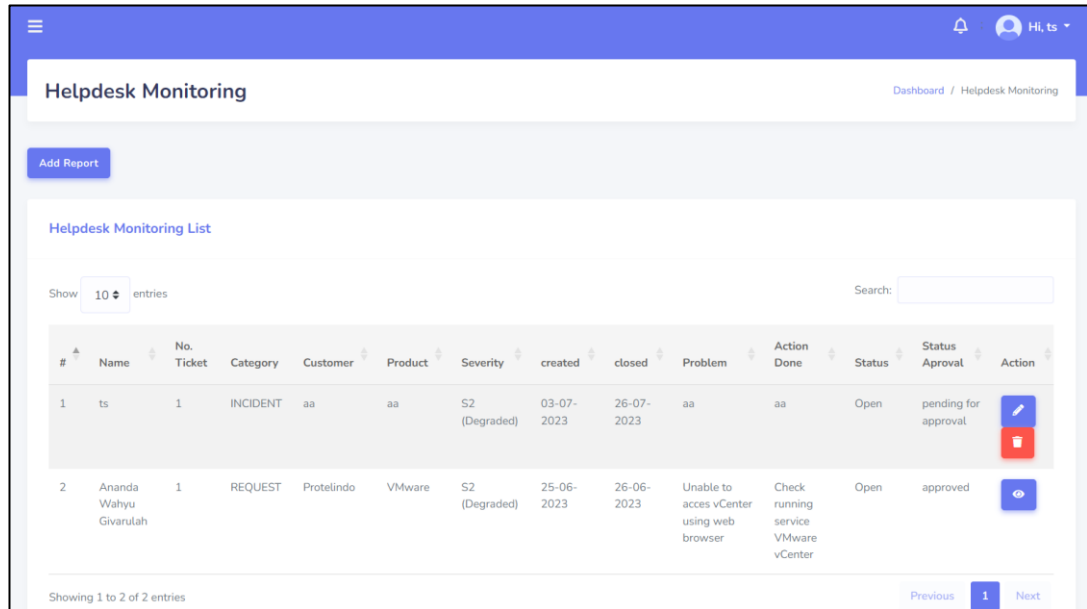 Hi, ts
Helpdesk Monitoring
Dashboard / Helpdesk Monitoring
Add Report
Helpdesk Monitoring List
Show 10 entries
Search:
# Name No. Ticket Category Customer Product Severity created closed Problem Action Done Status Status Aproval Action
1 ts 1 INCIDENT aa aa S2 (Degraded) 03-07-2023 26-07-2023 aa aa Open pending for approval
2 Ananda Wahyu Givarulah 1 REQUEST Protelindo VMware S2 (Degraded) 25-06-2023 26-06-2023 Unable to acces vCenter using web browser Check running service VMware vCenter Open approved
Showing 1 to 2 of 2 entries
Previous 1 Next